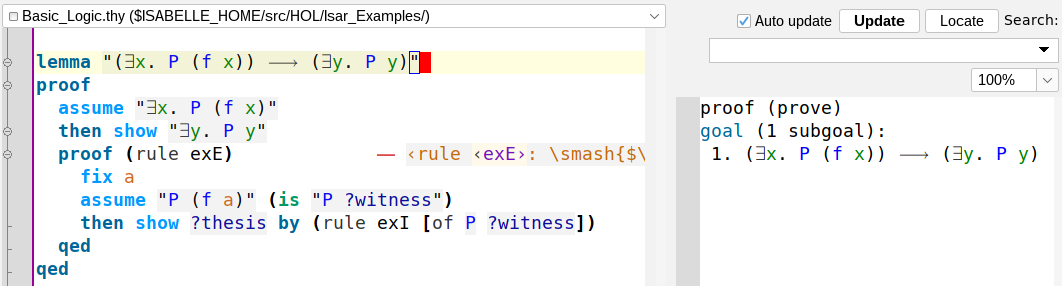 Basic_Logic.thy ($ISABELLE_HOME/src/HOL/Isar_Examples/)
lemma "(∃x. P (f x)) ⟶ (∃y. P y)"
proof
assume "∃x. P (f x)"
then show "∃y. P y"
proof (rule exE) — ‹rule ‹exE›: \smash{$\
fix a
assume "P (f a)" (is "P ?witness")
then show ?thesis by (rule exI [of P ?witness])
qed
qed
Auto update Update Locate Search:
100%
proof (prove)
goal (1 subgoal):
1. (∃x. P (f x)) ⟶ (∃y. P y)